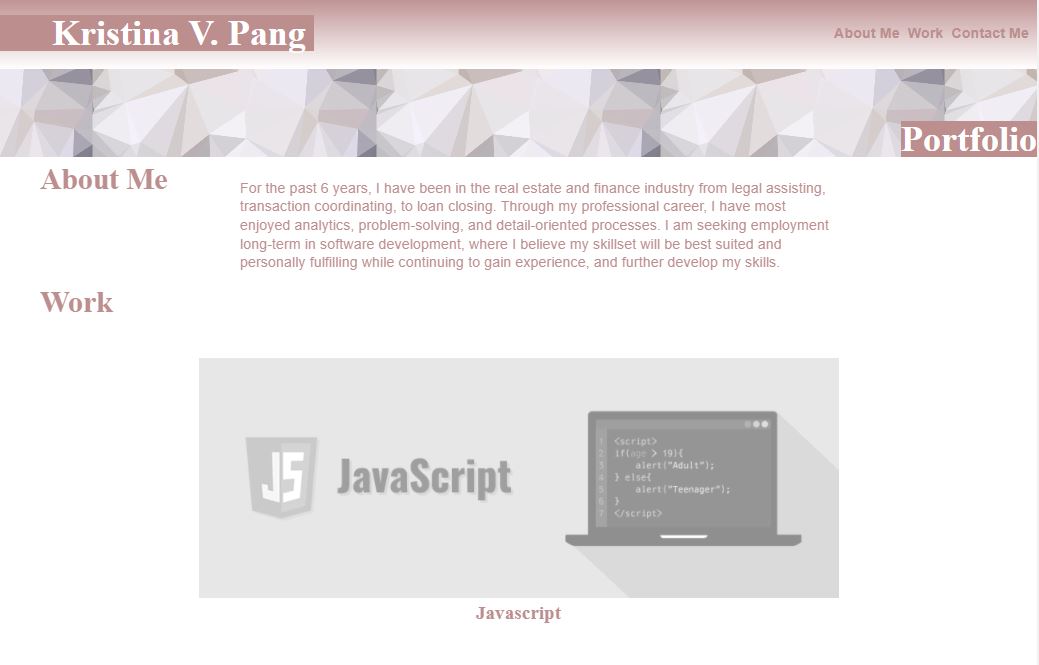 Kristina V. Pang
About Me Work Contact Me
Portfolio
About Me
For the past 6 years, I have been in the real estate and finance industry from legal assisting,
transaction coordinating, to loan closing. Through my professional career, I have most
enjoyed analytics, problem-solving, and detail-oriented processes. I am seeking employment
long-term in software development, where I believe my skillset will be best suited and
personally fulfilling while continuing to gain experience, and further develop my skills.
Work
JS
JavaScript
1 <script>
2 if(age > 19){
3 alert("Adult");
4 } else{
5 alert("Teenager");
6 }
7 </script>
Javascript